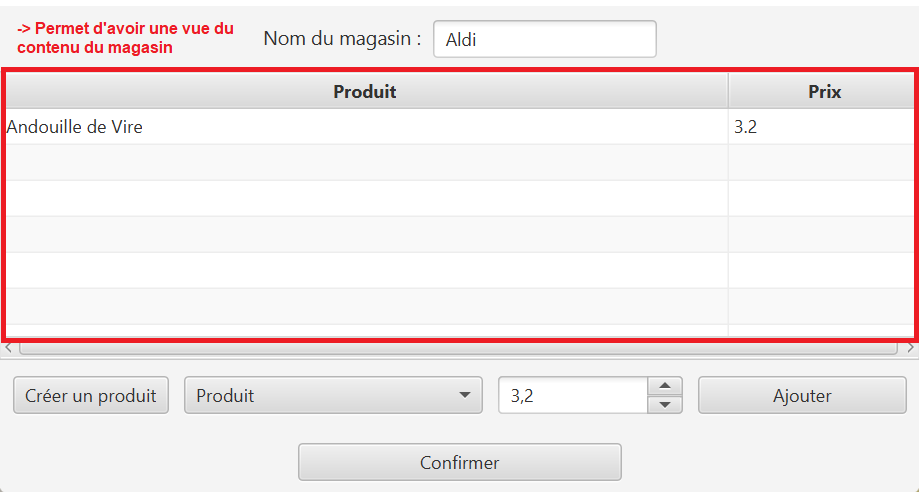 -> Permet d'avoir une vue du
contenu du magasin
Nom du magasin : Aldi
Produit Prix
Andouille de Vire 3.2
Créer un produit Produit 3,2 Ajouter
Confirmer